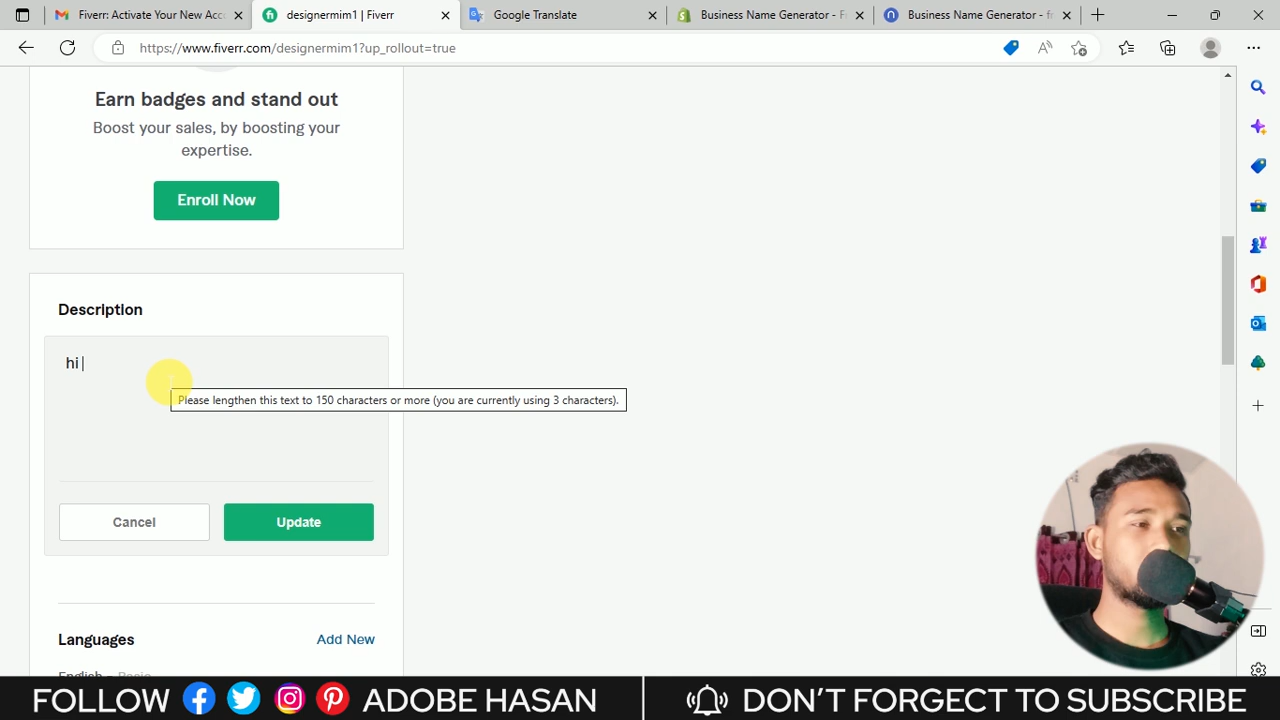 Fiverr: Activate Your New Acc
designermim1 | Fiverr
Google Translate
Business Name Generator - F
Business Name Generator - fr
https://www.fiverr.com/designermim1?up_rollout=true
Earn badges and stand out
Boost your sales, by boosting your
expertise.
Enroll Now
Description
hi
Please lengthen this text to 150 characters or more (you are currently using 3 characters).
Cancel
Update
Languages
Add New
English - Basic
FOLLOW
ADOBE HASAN
DON'T FORGECT TO SUBSCRIBE